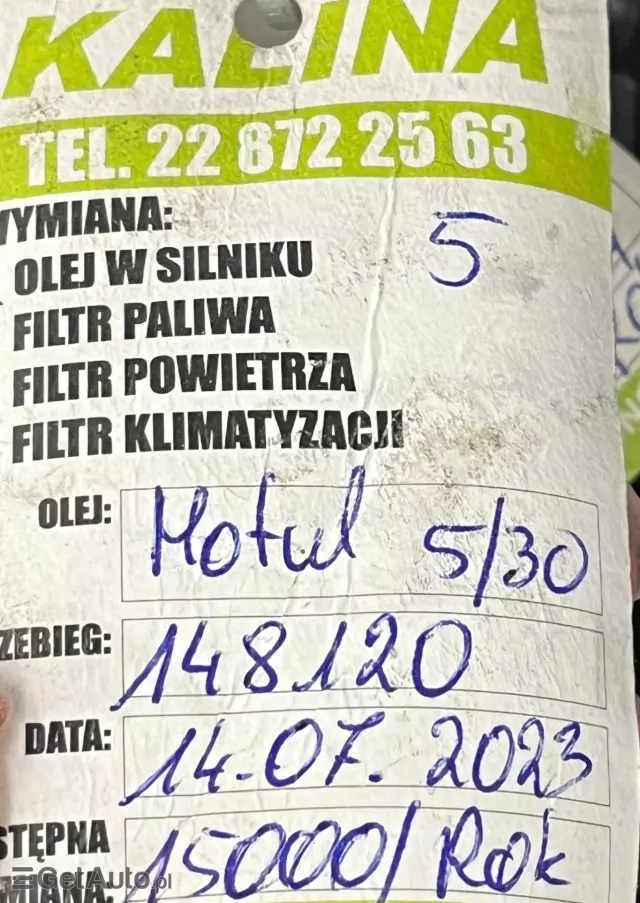 KALINA
TEL. 22 872 25 63
WYMIANA:
OLEJ W SILNIKU 5
FILTR PALIWA
FILTR POWIETRZA
FILTR KLIMATYZACJI
OLEJ: Motul 5/30
ZEBIEG: 148120
DATA: 14.07.2023
STĘPNA 15000/Rok
MIANA:
GetAuto.pl